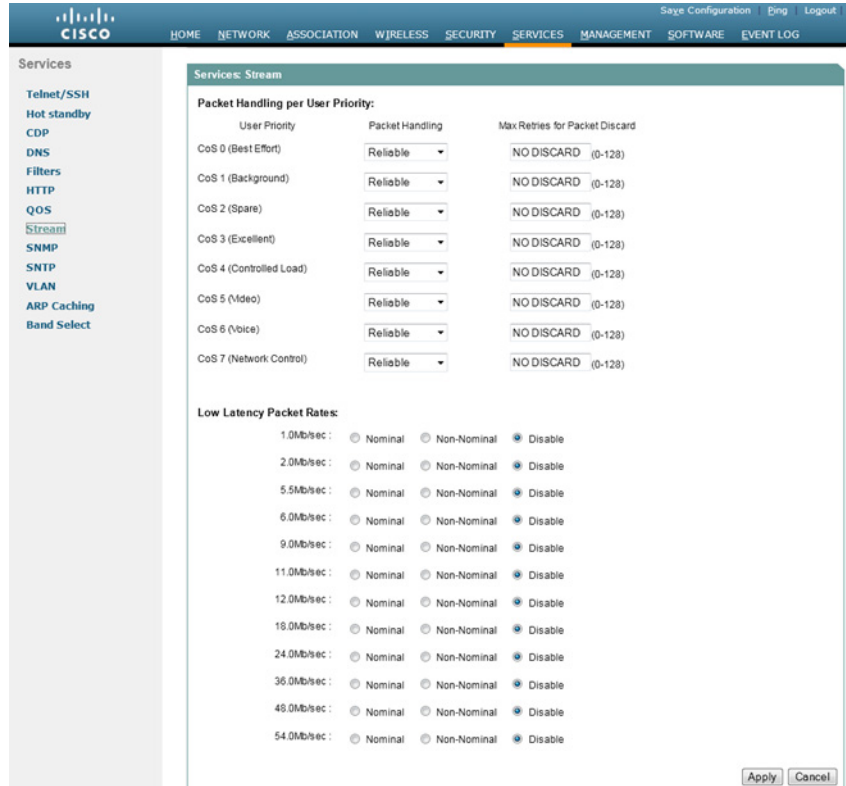 Save Configuration | Ping | Logout |
CISCO
HOME NETWORK ASSOCIATION WIRELESS SECURITY SERVICES MANAGEMENT SOFTWARE EVENT LOG
Services
Telnet/SSH
Hot standby
CDP
DNS
Filters
HTTP
QOS
Stream
SNMP
SNTP
VLAN
ARP Caching
Band Select
Services: Stream
Packet Handling per User Priority:
User Priority Packet Handling Max Retries for Packet Discard
CoS 0 (Best Effort) Reliable NO DISCARD (0-128)
CoS 1 (Background) Reliable NO DISCARD (0-128)
CoS 2 (Spare) Reliable NO DISCARD (0-128)
CoS 3 (Excellent) Reliable NO DISCARD (0-128)
CoS 4 (Controlled Load) Reliable NO DISCARD (0-128)
CoS 5 (Video) Reliable NO DISCARD (0-128)
CoS 6 (Voice) Reliable NO DISCARD (0-128)
CoS 7 (Network Control) Reliable NO DISCARD (0-128)
Low Latency Packet Rates:
1.0Mb/sec : Nominal Non-Nominal Disable
2.0Mb/sec : Nominal Non-Nominal Disable
5.5Mb/sec : Nominal Non-Nominal Disable
6.0Mb/sec : Nominal Non-Nominal Disable
9.0Mb/sec : Nominal Non-Nominal Disable
11.0Mb/sec : Nominal Non-Nominal Disable
12.0Mb/sec : Nominal Non-Nominal Disable
18.0Mb/sec : Nominal Non-Nominal Disable
24.0Mb/sec : Nominal Non-Nominal Disable
36.0Mb/sec : Nominal Non-Nominal Disable
48.0Mb/sec : Nominal Non-Nominal Disable
54.0Mb/sec : Nominal Non-Nominal Disable
Apply Cancel